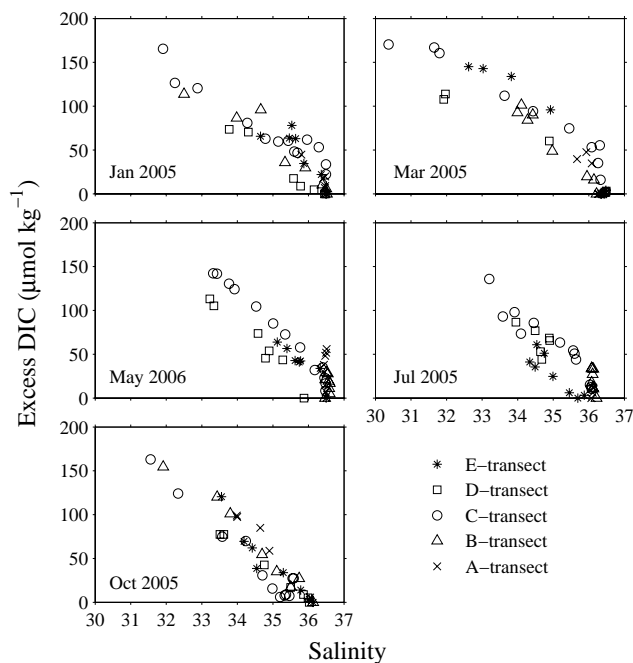 Excess DIC (μmol kg−1)
200
150
100
50
0
Jan 2005
Mar 2005
30 31 32 33 34 35 36 37
200
150
100
50
0
May 2006
Jul 2005
200
150
100
50
0
Oct 2005
30 31 32 33 34 35 36 37
Salinity
E−transect
D−transect
C−transect
B−transect
A−transect